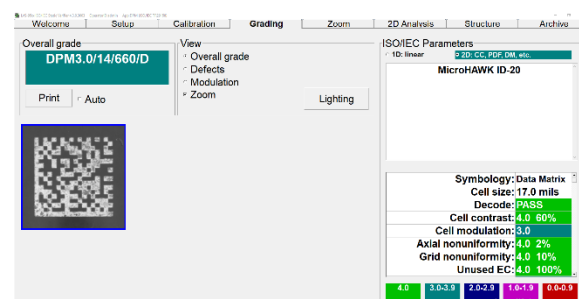 Welcome Setup Calibration Grading Zoom 2D Analysis Structure Archive
Overall grade
DPM3.0/14/660/D
Print Auto
View
Overall grade
Defects
Modulation
Zoom
Lighting
ISO/IEC Parameters
1D: linear 2D: CC, PDF, DM, etc.
MicroHAWK ID-20
Symbology: Data Matrix
Cell size: 17.0 mils
Decode: PASS
Cell contrast: 4.0 60%
Cell modulation: 3.0
Axial nonuniformity: 4.0 2%
Grid nonuniformity: 4.0 10%
Unused EC: 4.0 100%
4.0 3.0-3.9 2.0-2.9 1.0-1.9 0.0-0.9